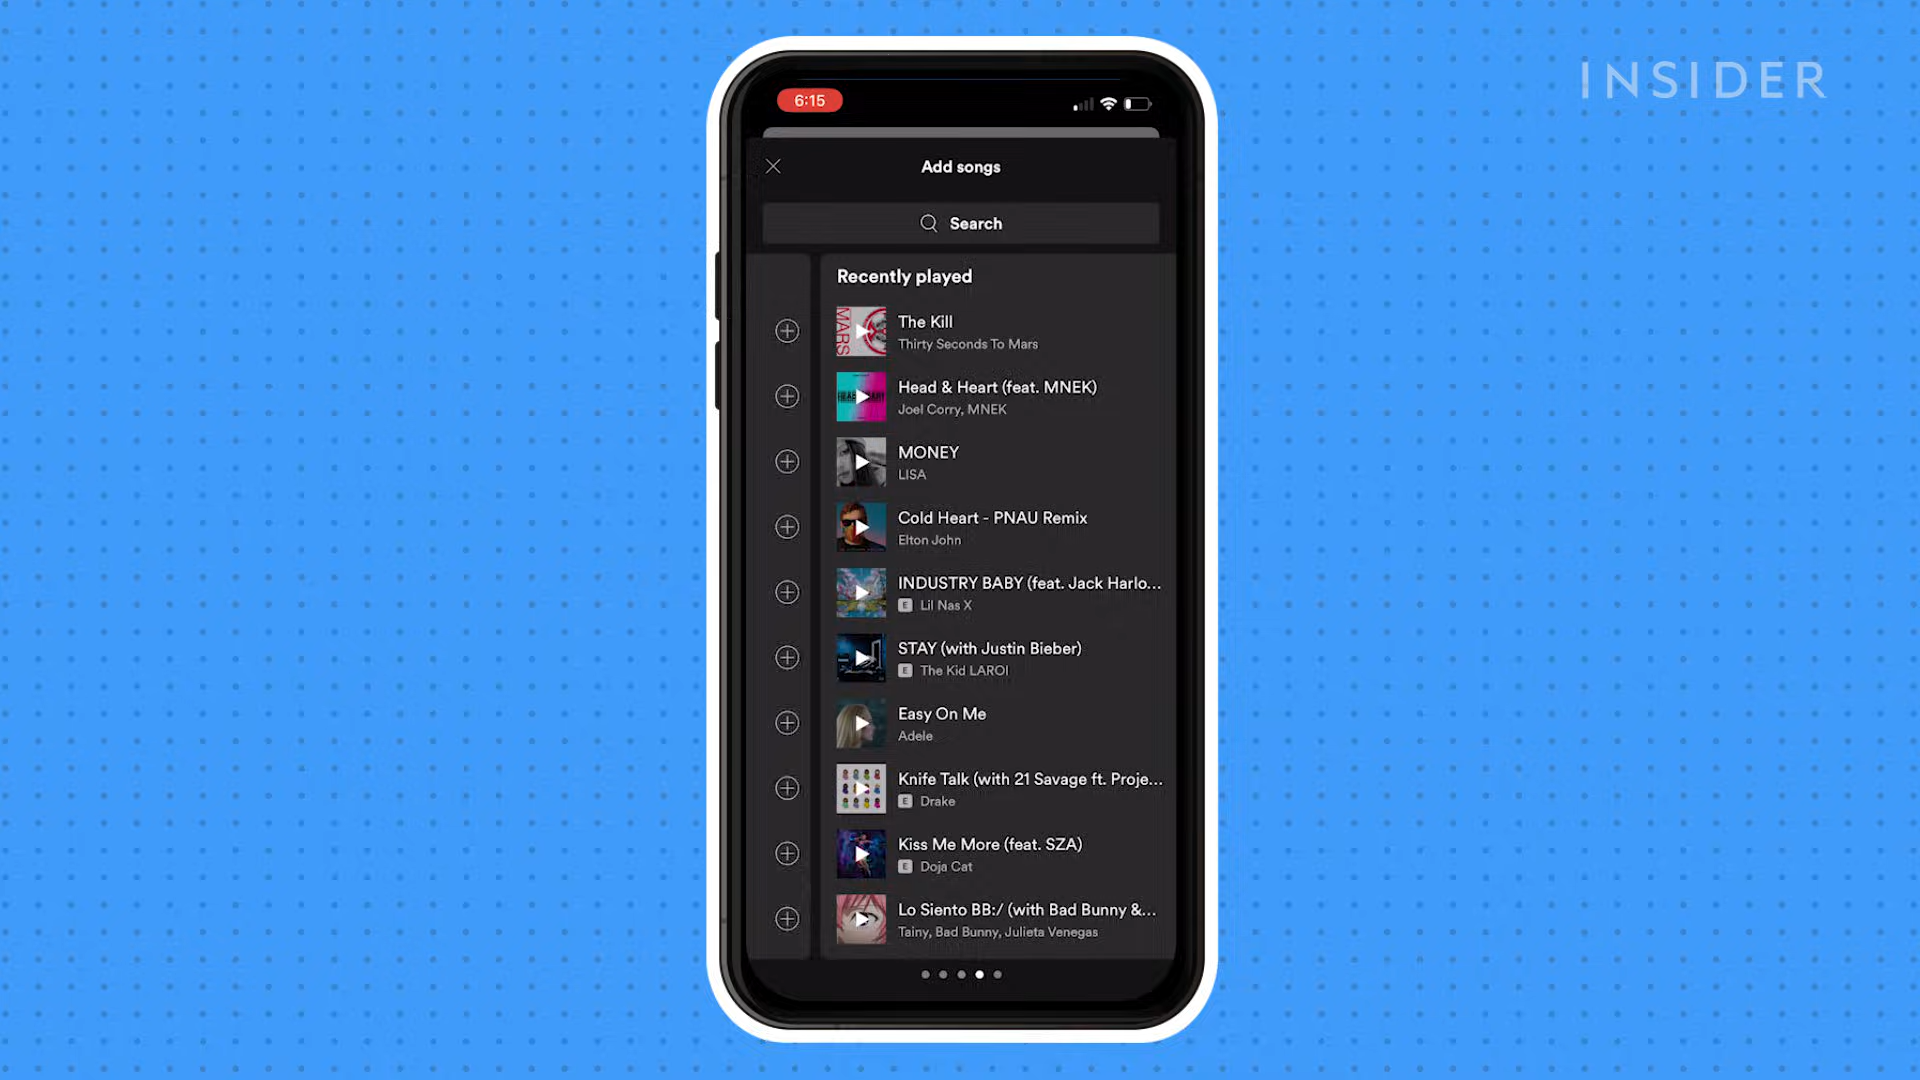 INSIDER
6:15
Add songs
Search
Recently played
MARS
The Kill
Thirty Seconds To Mars
Head & Heart (feat. MNEK)
Joel Corry, MNEK
MONEY
LISA
Cold Heart - PNAU Remix
Elton John
INDUSTRY BABY (feat. Jack Harlo...
E Lil Nas X
STAY (with Justin Bieber)
E The Kid LAROI
Easy On Me
Adele
Knife Talk (with 21 Savage ft. Proje...
E Drake
Kiss Me More (feat. SZA)
E Doja Cat
Lo Siento BB:/ (with Bad Bunny &...
Tainy, Bad Bunny, Julieta Venegas